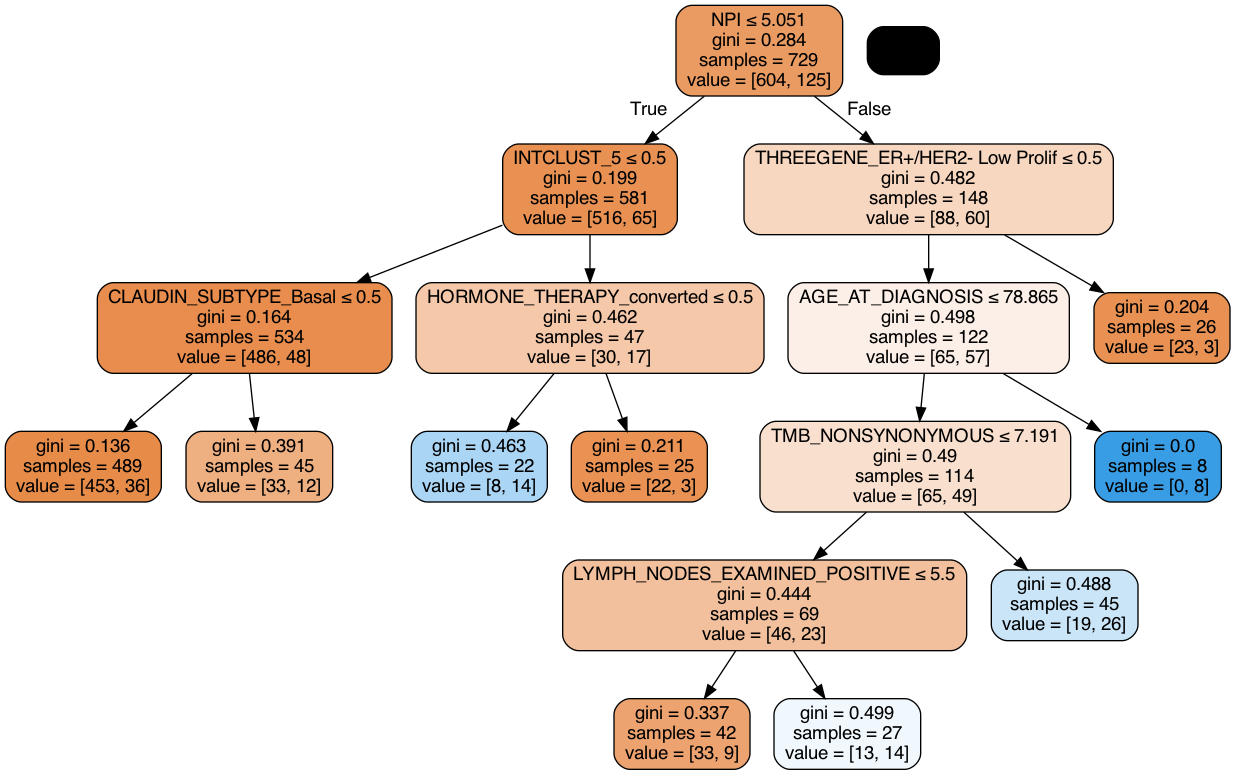 NPI ≤ 5.051
gini = 0.284
samples = 729
value = [604, 125]
True
False
INTCLUST_5 ≤ 0.5
gini = 0.199
samples = 581
value = [516, 65]
THREEGENE_ER+/HER2- Low Prolif ≤ 0.5
gini = 0.482
samples = 148
value = [88, 60]
CLAUDIN_SUBTYPE_Basal ≤ 0.5
gini = 0.164
samples = 534
value = [486, 48]
HORMONE_THERAPY_converted ≤ 0.5
gini = 0.462
samples = 47
value = [30, 17]
AGE_AT_DIAGNOSIS ≤ 78.865
gini = 0.498
samples = 122
value = [65, 57]
gini = 0.204
samples = 26
value = [23, 3]
gini = 0.136
samples = 489
value = [453, 36]
gini = 0.391
samples = 45
value = [33, 12]
gini = 0.463
samples = 22
value = [8, 14]
gini = 0.211
samples = 25
value = [22, 3]
TMB_NONSYNONYMOUS ≤ 7.191
gini = 0.49
samples = 114
value = [65, 49]
gini = 0.0
samples = 8
value = [0, 8]
LYMPH_NODES_EXAMINED_POSITIVE ≤ 5.5
gini = 0.444
samples = 69
value = [46, 23]
gini = 0.488
samples = 45
value = [19, 26]
gini = 0.337
samples = 42
value = [33, 9]
gini = 0.499
samples = 27
value = [13, 14]